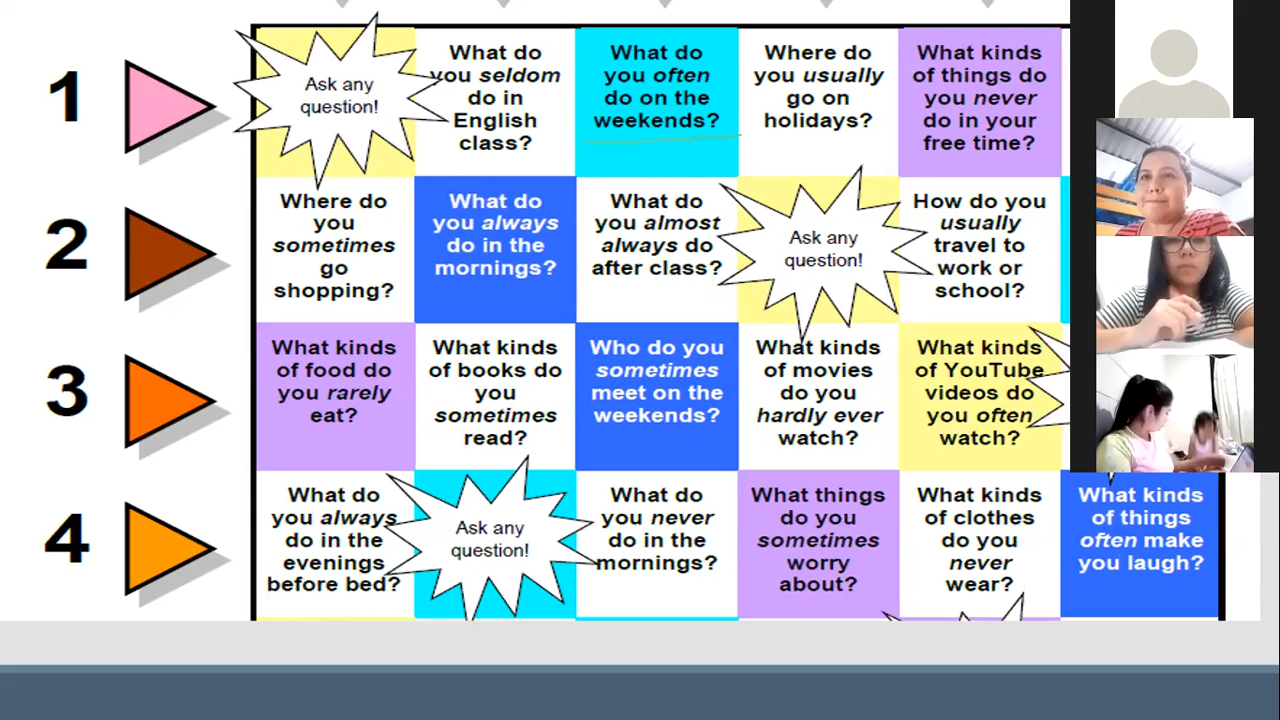 1
Ask any
question!
What do
you seldom
do in
English
class?
What do
you often
do on the
weekends?
Where do
you usually
go on
holidays?
What kinds
of things do
you never
do in your
free time?
2
Where do
you
sometimes
go
shopping?
What do
you always
do in the
mornings?
What do
you almost
always do
after class?
Ask any
question!
How do you
usually
travel to
work or
school?
3
What kinds
of food do
you rarely
eat?
What kinds
of books do
you
sometimes
read?
Who do you
sometimes
meet on the
weekends?
What kinds
of movies
do you
hardly ever
watch?
What kinds
of YouTube
videos do
you often
watch?
4
What do
you always
do in the
evenings
before bed?
Ask any
question!
What do
you never
do in the
mornings?
What things
do you
sometimes
worry
about?
What kinds
of clothes
do you
never
wear?
What kinds
of things
often make
you laugh?